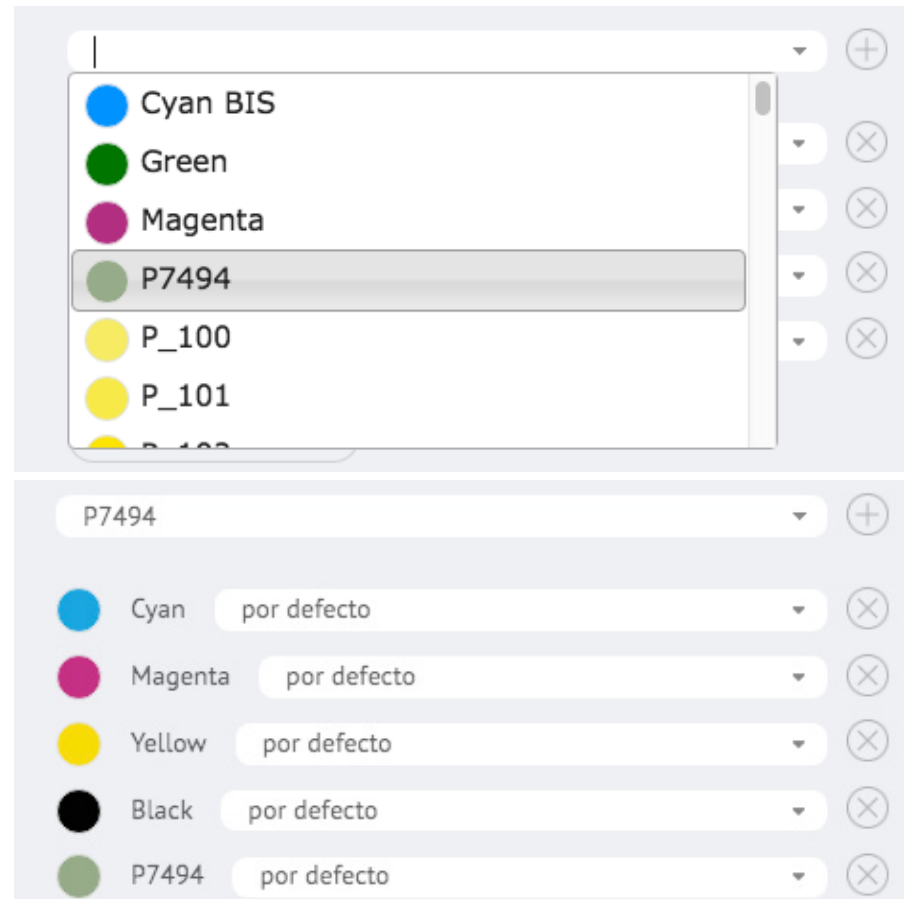 Cyan BIS
Green
Magenta
P7494
P_100
P_101
P7494
Cyan por defecto
Magenta por defecto
Yellow por defecto
Black por defecto
P7494 por defecto